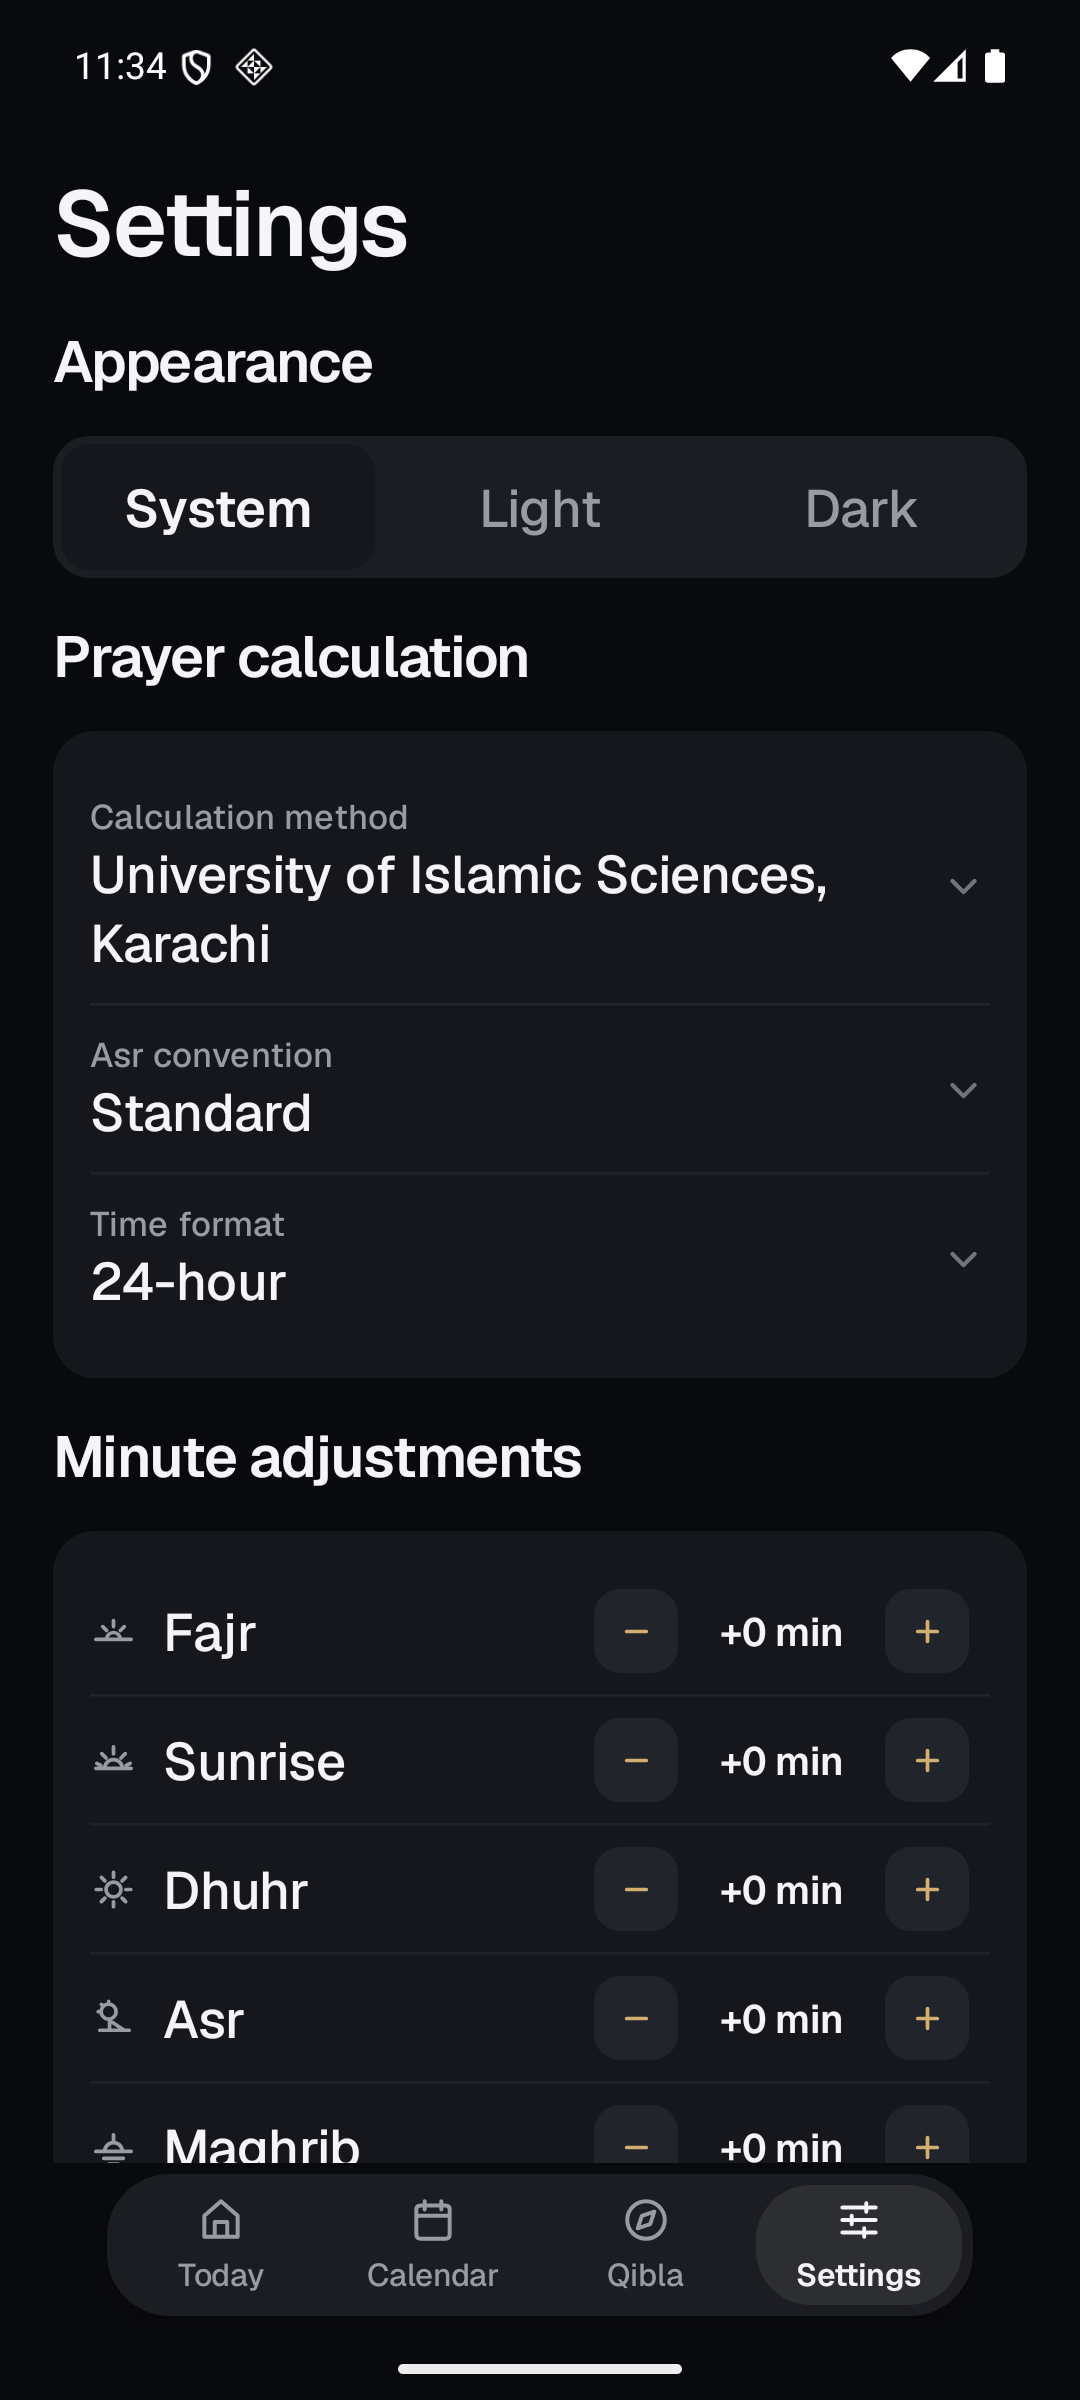 11:34
Settings
Appearance
System Light Dark
Prayer calculation
Calculation method
University of Islamic Sciences,
Karachi
Asr convention
Standard
Time format
24-hour
Minute adjustments
Fajr − +0 min +
Sunrise − +0 min +
Dhuhr − +0 min +
Asr − +0 min +
Maghrib − +0 min +
Today Calendar Qibla Settings